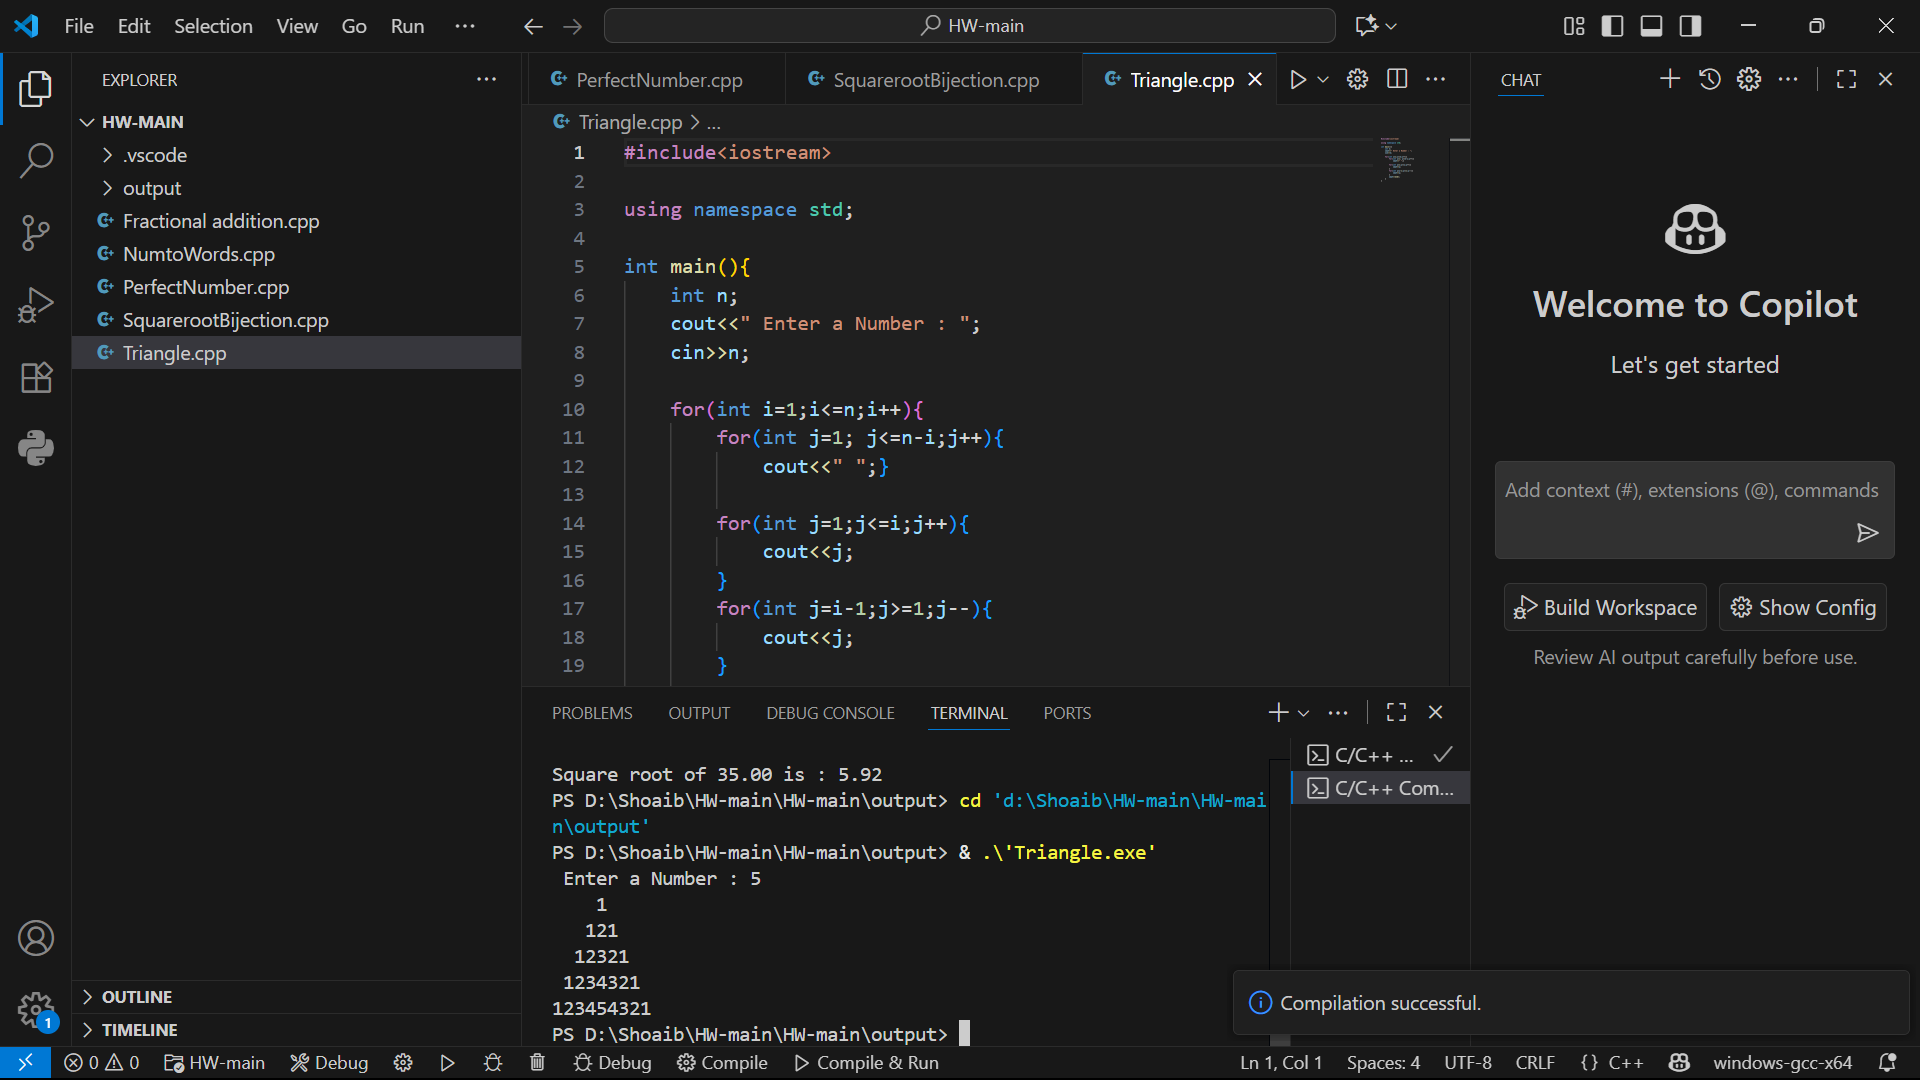 File Edit Selection View Go Run ... HW-main
EXPLORER
HW-MAIN
.vscode
output
Fractional addition.cpp
NumtoWords.cpp
PerfectNumber.cpp
SquarerootBijection.cpp
Triangle.cpp
OUTLINE
TIMELINE
1
PerfectNumber.cpp SquarerootBijection.cpp Triangle.cpp
Triangle.cpp > ...
1 #include<iostream>
2
3 using namespace std;
4
5 int main(){
6 int n;
7 cout<<" Enter a Number : ";
8 cin>>n;
9
10 for(int i=1;i<=n;i++){
11 for(int j=1; j<=n-i;j++){
12 cout<<" ";}
13
14 for(int j=1;j<=i;j++){
15 cout<<j;
16 }
17 for(int j=i-1;j>=1;j--){
18 cout<<j;
19 }
PROBLEMS OUTPUT DEBUG CONSOLE TERMINAL PORTS
Square root of 35.00 is : 5.92
PS D:\Shoaib\HW-main\HW-main\output> cd 'd:\Shoaib\HW-main\HW-mai
n\output'
PS D:\Shoaib\HW-main\HW-main\output> & .\'Triangle.exe'
Enter a Number : 5
1
121
12321
1234321
123454321
PS D:\Shoaib\HW-main\HW-main\output>
C/C++ ...
C/C++ Com...
CHAT
Welcome to Copilot
Let's get started
Add context (#), extensions (@), commands
Build Workspace Show Config
Review AI output carefully before use.
Compilation successful.
0 0 HW-main Debug Debug Compile Compile & Run Ln 1, Col 1 Spaces: 4 UTF-8 CRLF {} C++ windows-gcc-x64